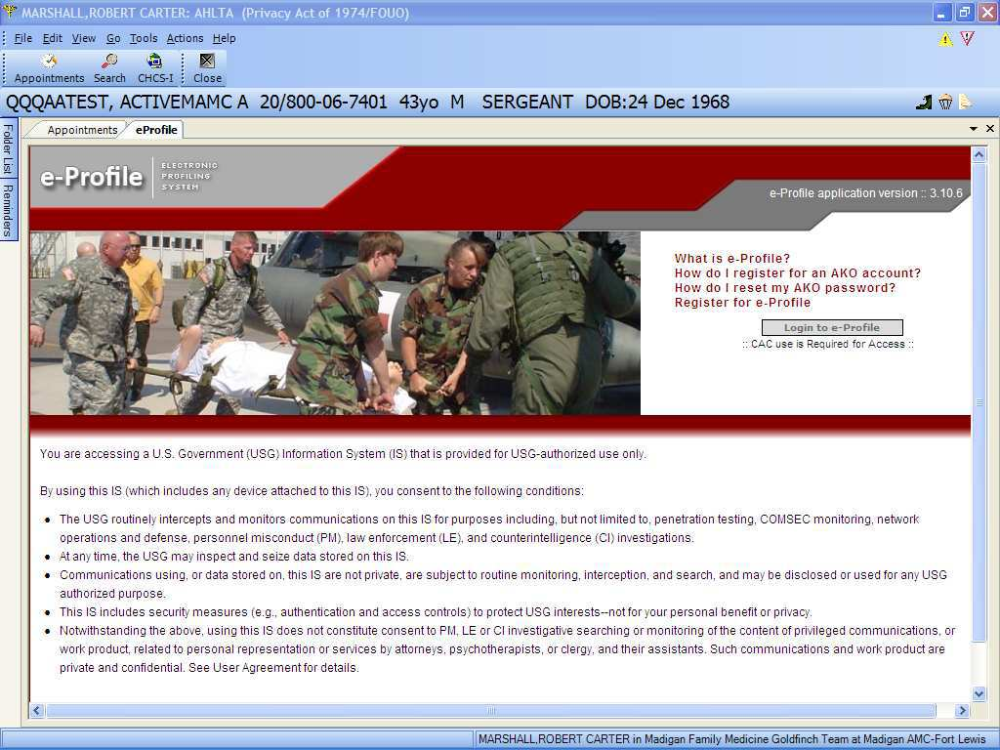 MARSHALL,ROBERT CARTER: AHLTA  (Privacy Act of 1974/FOUO)
File  Edit  View  Go  Tools  Actions  Help
Appointments  Search  CHCS-I  Close
QQQAATEST, ACTIVEMAMC A  20/800-06-7401  43yo  M  SERGEANT  DOB:24 Dec 1968
Folder List
Reminders
Appointments  eProfile
e-Profile
ELECTRONIC
PROFILING
SYSTEM
e-Profile application version :: 3.10.6
What is e-Profile?
How do I register for an AKO account?
How do I reset my AKO password?
Register for e-Profile
Login to e-Profile
:: CAC use is Required for Access ::
You are accessing a U.S. Government (USG) Information System (IS) that is provided for USG-authorized use only.
By using this IS (which includes any device attached to this IS), you consent to the following conditions:
• The USG routinely intercepts and monitors communications on this IS for purposes including, but not limited to, penetration testing, COMSEC monitoring, network
operations and defense, personnel misconduct (PM), law enforcement (LE), and counterintelligence (CI) investigations.
• At any time, the USG may inspect and seize data stored on this IS.
• Communications using, or data stored on, this IS are not private, are subject to routine monitoring, interception, and search, and may be disclosed or used for any USG
authorized purpose.
• This IS includes security measures (e.g., authentication and access controls) to protect USG interests--not for your personal benefit or privacy.
• Notwithstanding the above, using this IS does not constitute consent to PM, LE or CI investigative searching or monitoring of the content of privileged communications, or
work product, related to personal representation or services by attorneys, psychotherapists, or clergy, and their assistants. Such communications and work product are
private and confidential. See User Agreement for details.
MARSHALL,ROBERT CARTER in Madigan Family Medicine Goldfinch Team at Madigan AMC-Fort Lewis